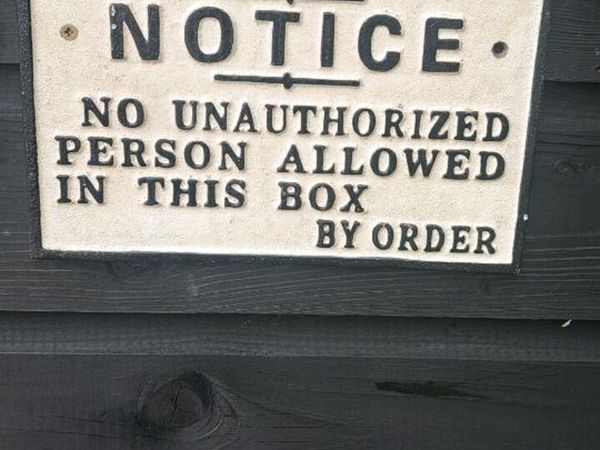 NOTICE
NO UNAUTHORIZED
PERSON ALLOWED
IN THIS BOX
BY ORDER